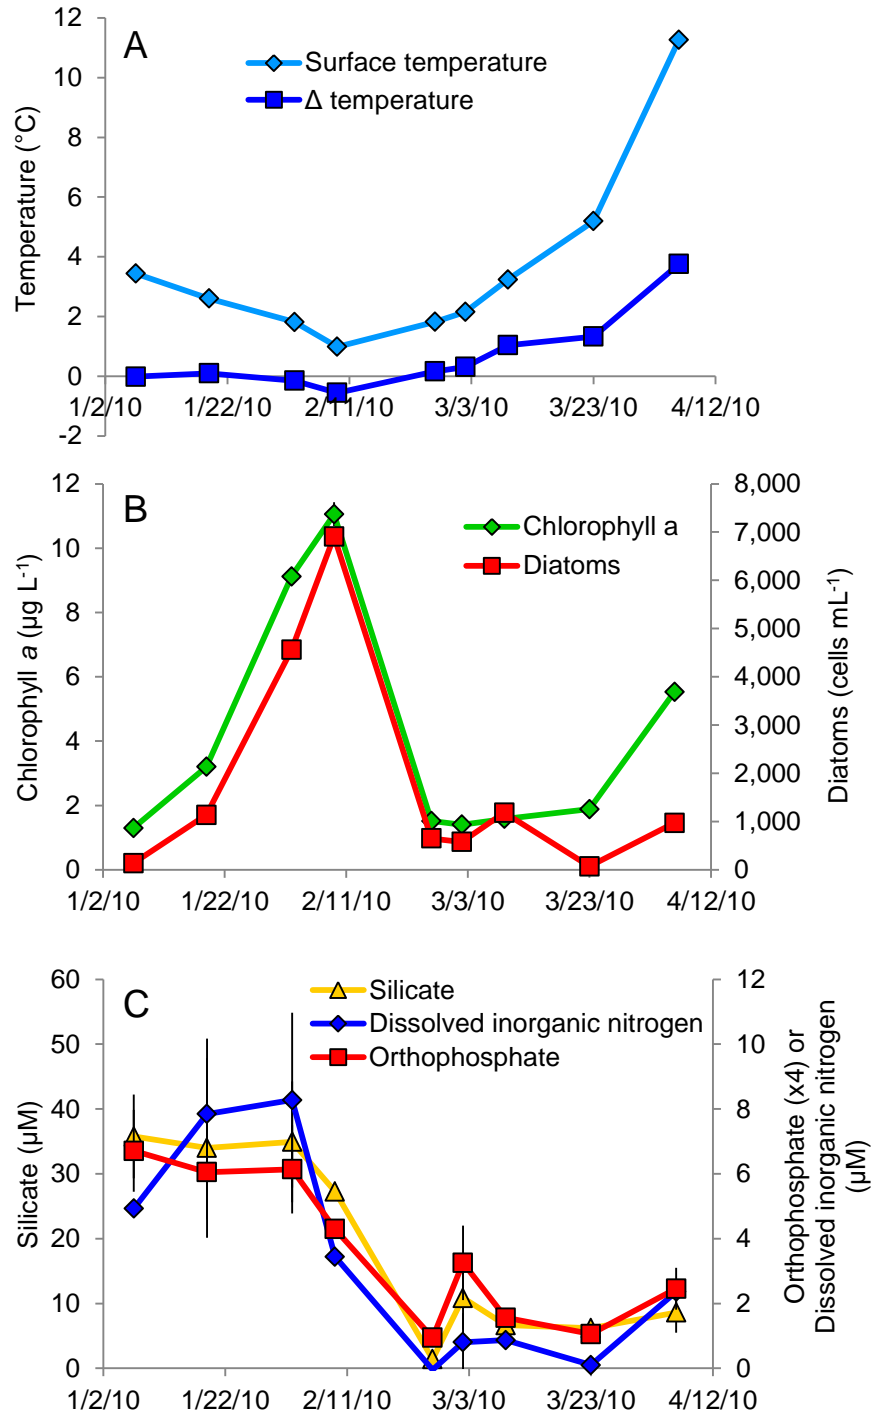 12
10
8
6
4
2
0
-2
Temperature (°C)
A
Surface temperature
Δ temperature
1/2/10 1/22/10 2/11/10 3/3/10 3/23/10 4/12/10
12
10
8
6
4
2
0
Chlorophyll a (µg L-1)
B
Chlorophyll a
Diatoms
8,000
7,000
6,000
5,000
4,000
3,000
2,000
1,000
0
Diatoms (cells mL-1)
1/2/10 1/22/10 2/11/10 3/3/10 3/23/10 4/12/10
60
50
40
30
20
10
0
Silicate (µM)
C
Silicate
Dissolved inorganic nitrogen
Orthophosphate
12
10
8
6
4
2
0
Orthophosphate (x4) or
Dissolved inorganic nitrogen
(µM)
1/2/10 1/22/10 2/11/10 3/3/10 3/23/10 4/12/10